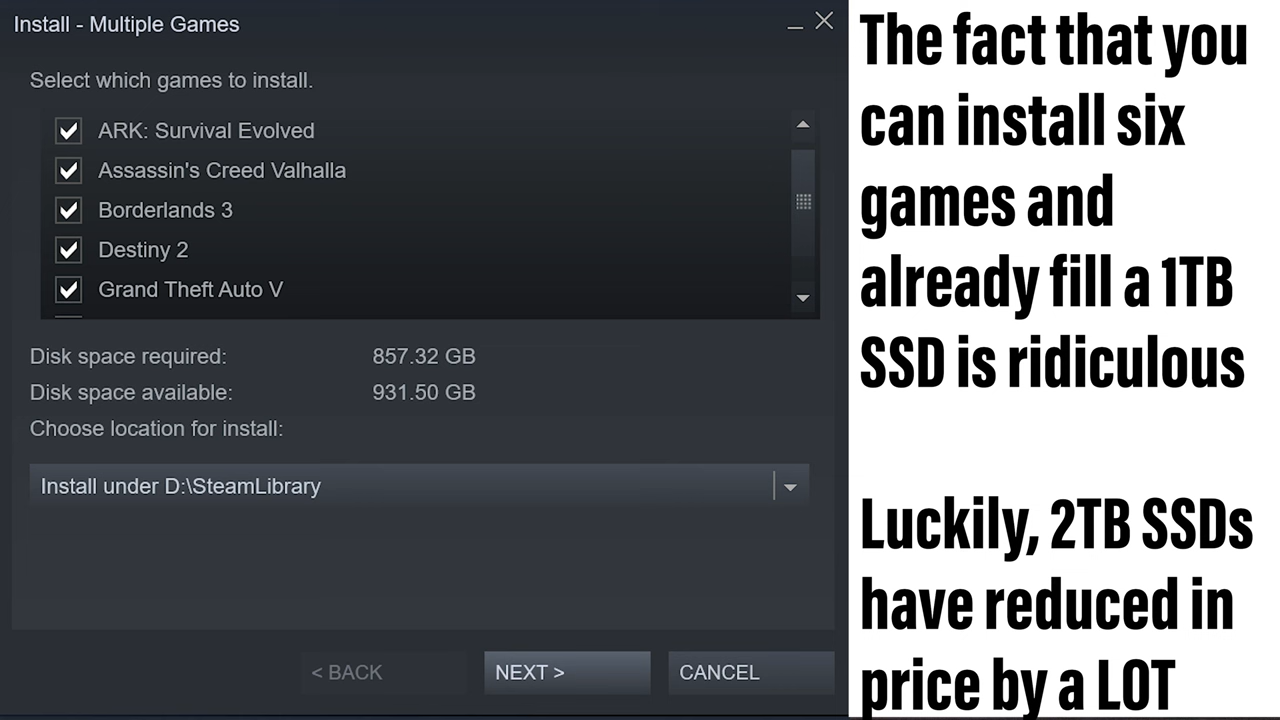 Install - Multiple Games
Select which games to install.
ARK: Survival Evolved
Assassin's Creed Valhalla
Borderlands 3
Destiny 2
Grand Theft Auto V
Disk space required: 857.32 GB
Disk space available: 931.50 GB
Choose location for install:
Install under D:\SteamLibrary
< BACK
NEXT >
CANCEL
The fact that you
can install six
games and
already fill a 1TB
SSD is ridiculous
Luckily, 2TB SSDs
have reduced in
price by a LOT